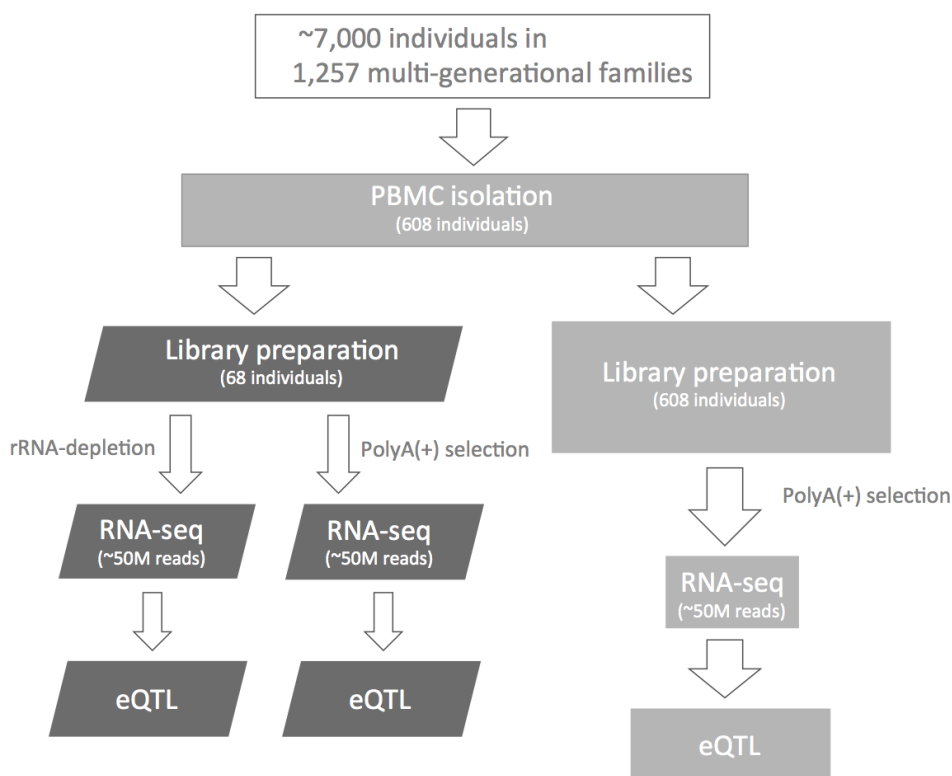 ~7,000 individuals in
1,257 multi-generational families
PBMC isolation
(608 individuals)
Library preparation
(68 individuals)
Library preparation
(608 individuals)
rRNA-depletion
PolyA(+) selection
PolyA(+) selection
RNA-seq
(~50M reads)
RNA-seq
(~50M reads)
RNA-seq
(~50M reads)
eQTL
eQTL
eQTL